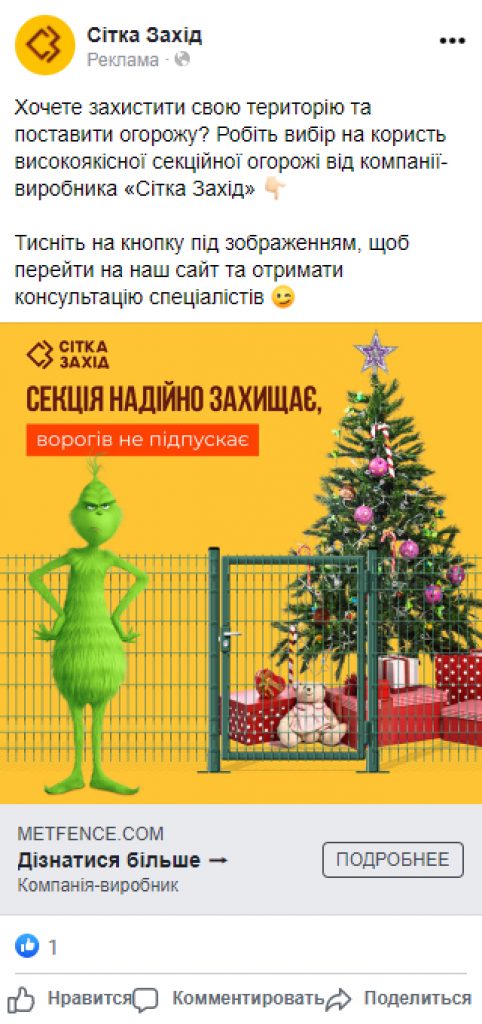 Сітка Захід
Реклама ·
Хочете захистити свою територію та
поставити огорожу? Робіть вибір на користь
високоякісної секційної огорожі від компанії-
виробника «Сітка Захід» 👇🏻
Тисніть на кнопку під зображенням, щоб
перейти на наш сайт та отримати
консультацію спеціалістів 😉
СІТКА
ЗАХІД
СЕКЦІЯ НАДІЙНО ЗАХИЩАЄ,
ворогів не підпускає
METFENCE.COM
Дізнатися більше →
Компанія-виробник
ПОДРОБНЕЕ
1
Нравится
Комментировать
Поделиться